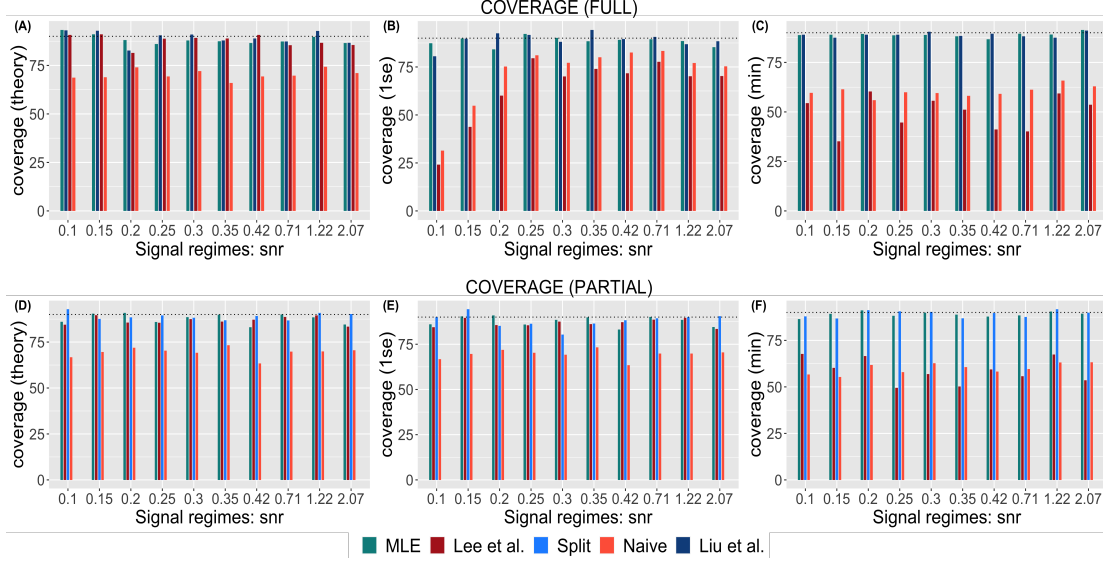 COVERAGE (FULL)
(A)
coverage (theory)
75
50
25
0
0.1 0.15 0.2 0.25 0.3 0.35 0.42 0.71 1.22 2.07
Signal regimes: snr
(B)
coverage (1se)
75
50
25
0
0.1 0.15 0.2 0.25 0.3 0.35 0.42 0.71 1.22 2.07
Signal regimes: snr
(C)
coverage (min)
75
50
25
0
0.1 0.15 0.2 0.25 0.3 0.35 0.42 0.71 1.22 2.07
Signal regimes: snr
COVERAGE (PARTIAL)
(D)
coverage (theory)
75
50
25
0
0.1 0.15 0.2 0.25 0.3 0.35 0.42 0.71 1.22 2.07
Signal regimes: snr
(E)
coverage (1se)
75
50
25
0
0.1 0.15 0.2 0.25 0.3 0.35 0.42 0.71 1.22 2.07
Signal regimes: snr
(F)
coverage (min)
75
50
25
0
0.1 0.15 0.2 0.25 0.3 0.35 0.42 0.71 1.22 2.07
Signal regimes: snr
MLE Lee et al. Split Naive Liu et al.